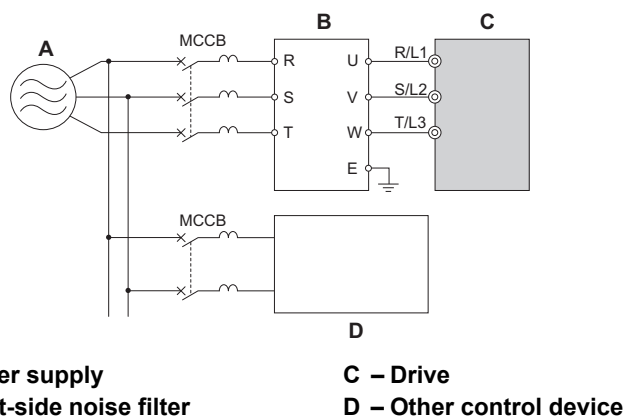 A
B
C
MCCB
R
U
R/L1
S
V
S/L2
T
W
T/L3
E
MCCB
D
er supply
C – Drive
t-side noise filter
D – Other control device